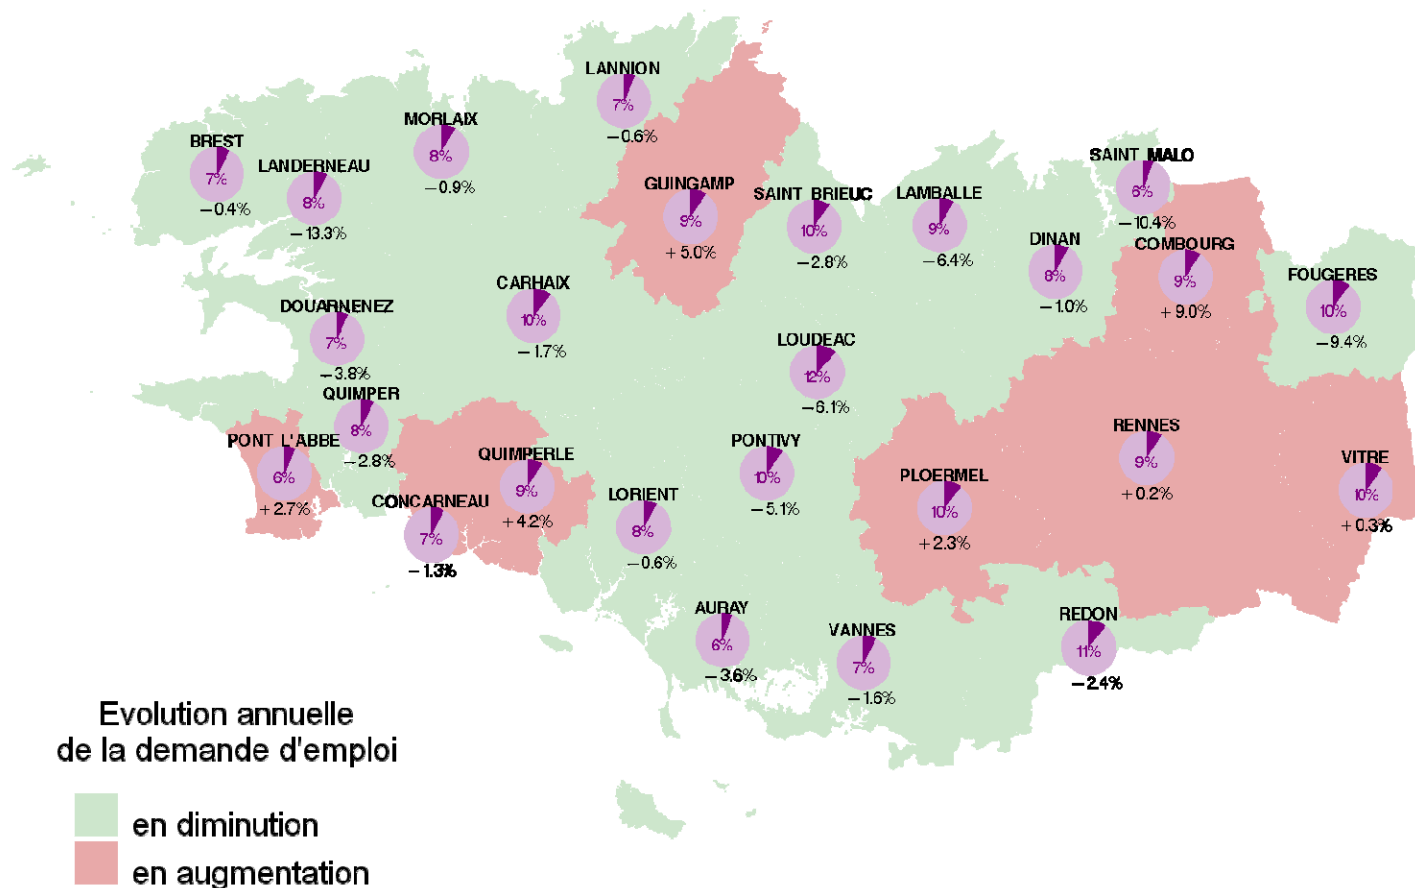 LANNION
7%
−0.6%
MORLAIX
8%
−0.9%
BREST
7%
−0.4%
LANDERNEAU
8%
−13.3%
GUINGAMP
9%
+5.0%
SAINT BRIEUC
10%
−2.8%
LAMBALLE
9%
−6.4%
SAINT MALO
6%
−10.4%
DINAN
8%
−1.0%
COMBOURG
9%
+9.0%
FOUGERES
10%
−9.4%
CARHAIX
10%
−1.7%
DOUARNENEZ
7%
−3.8%
LOUDEAC
12%
−6.1%
QUIMPER
8%
−2.8%
PONT L'ABBE
6%
+2.7%
QUIMPERLE
9%
+4.2%
CONCARNEAU
7%
−1.3%
LORIENT
8%
−0.6%
PONTIVY
10%
−5.1%
PLOERMEL
10%
+2.3%
RENNES
9%
+0.2%
VITRE
10%
+0.3%
AURAY
6%
−3.6%
VANNES
7%
−1.6%
REDON
11%
−2.4%
Evolution annuelle
de la demande d'emploi
en diminution
en augmentation